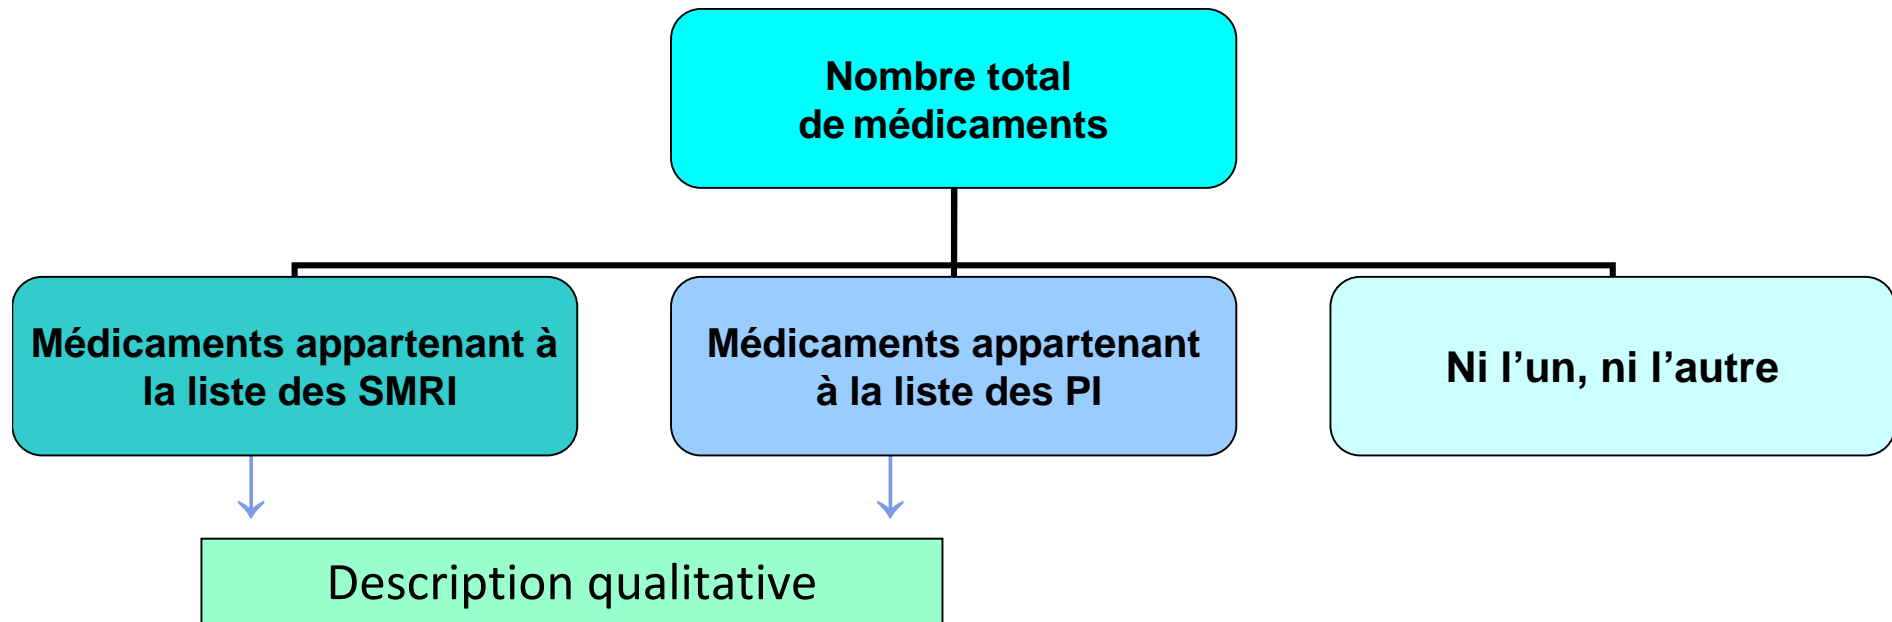 Nombre total
de médicaments
Médicaments appartenant à
la liste des SMRI
Médicaments appartenant
à la liste des PI
Ni l’un, ni l’autre
Description qualitative